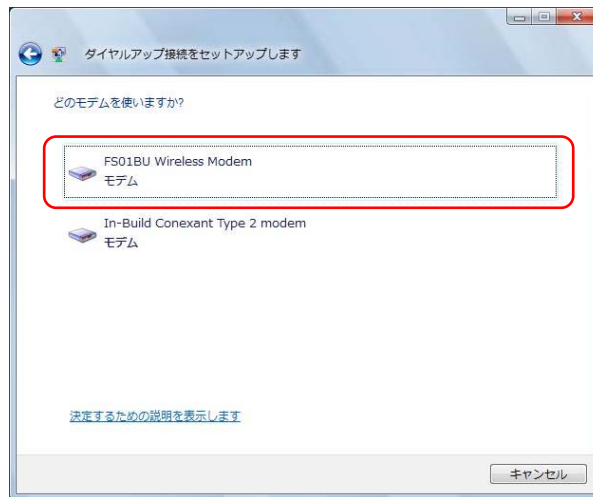 ダイヤルアップ接続をセットアップします
どのモデムを使いますか?
FS01BU Wireless Modem
モデム
In-Build Conexant Type 2 modem
モデム
決定するための説明を表示します
キャンセル